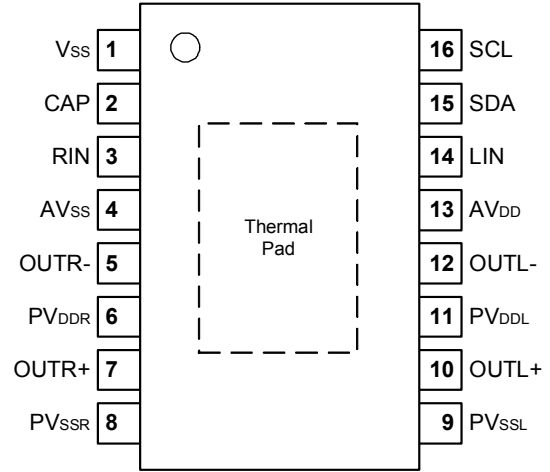 Vss 1 16 SCL
CAP 2 15 SDA
RIN 3 14 LIN
AVss 4 13 AVDD
Thermal
Pad
OUTR- 5 12 OUTL-
PVDDR 6 11 PVDDL
OUTR+ 7 10 OUTL+
PVSSR 8 9 PVSSL